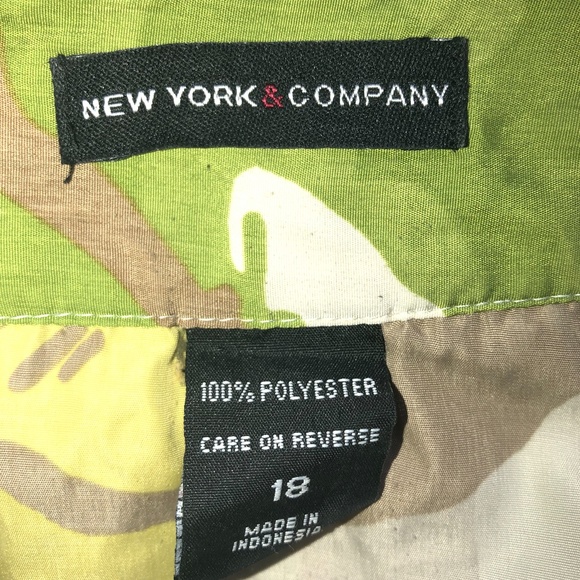 NEW YORK & COMPANY
100% POLYESTER
CARE ON REVERSE
18
MADE IN
INDONESIA